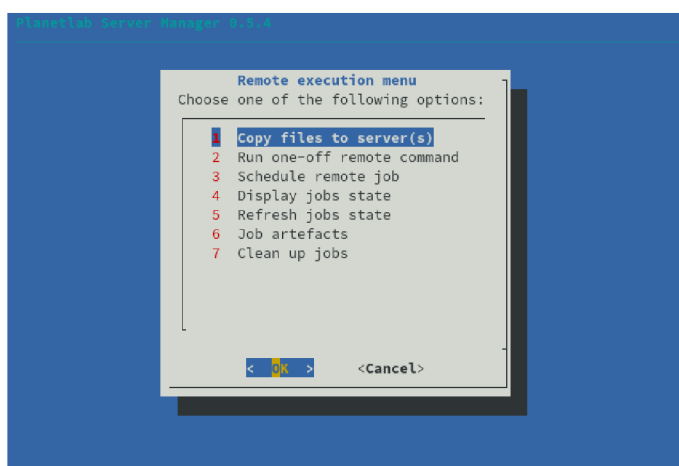 Planetlab Server Manager 0.5.4
Remote execution menu
Choose one of the following options:
1 Copy files to server(s)
2 Run one-off remote command
3 Schedule remote job
4 Display jobs state
5 Refresh jobs state
6 Job artefacts
7 Clean up jobs
< OK > <Cancel>